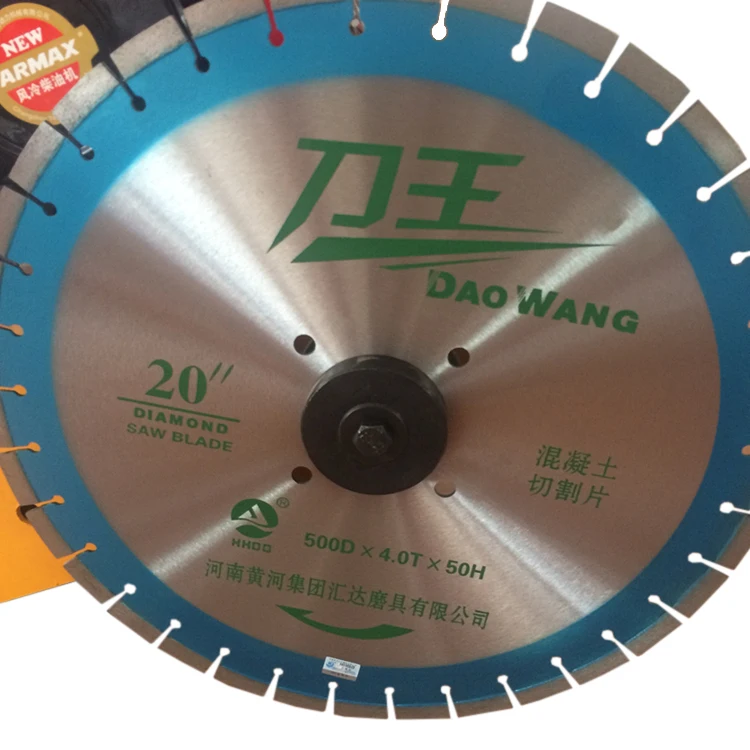 NEW
ARMAX®
风冷柴油机
刀王
DAO WANG
20″
DIAMOND
SAW BLADE
混凝土
切割片
®
HHDD
500D × 4.0T × 50H
河南黄河集团汇达磨具有限公司